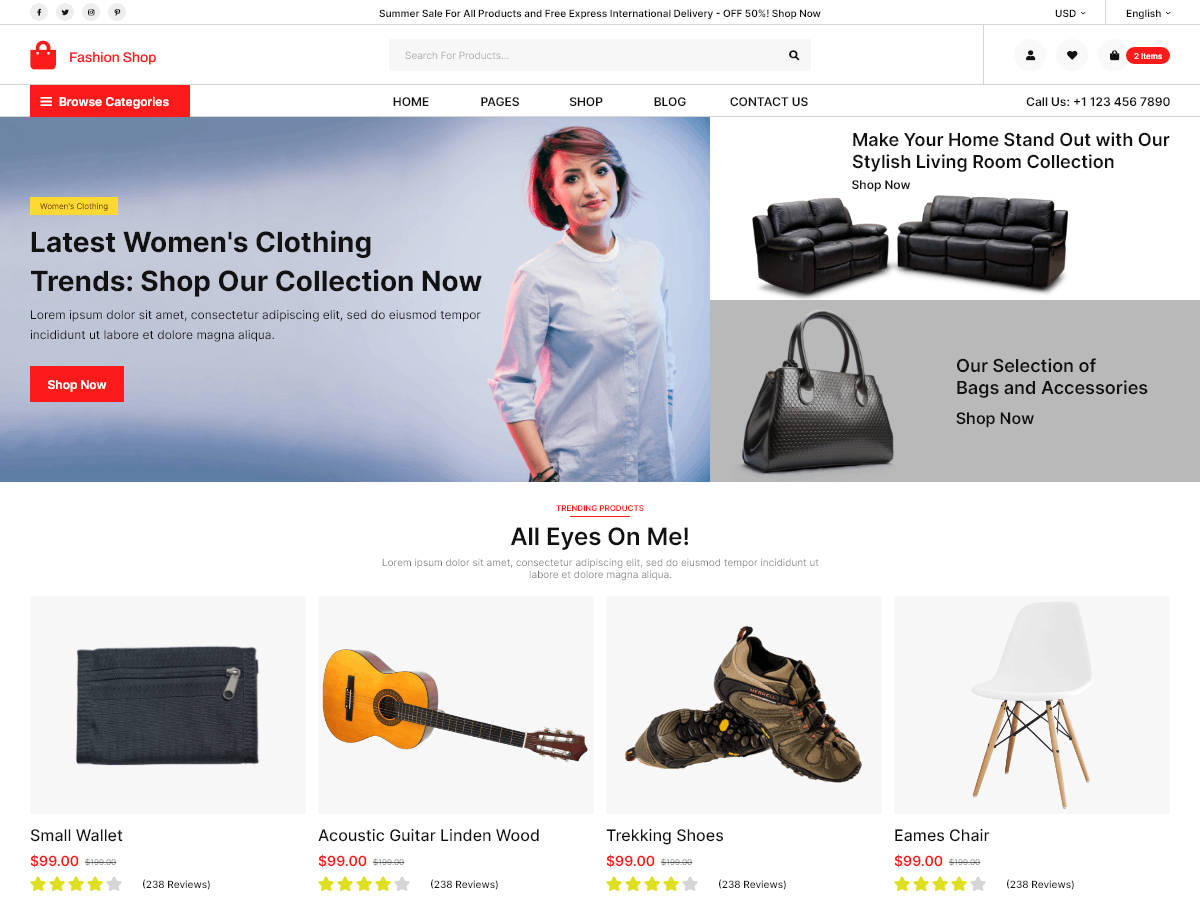 Summer Sale For All Products and Free Express International Delivery - OFF 50%! Shop Now
USD
English
Fashion Shop
Search For Products...
2 Items
Browse Categories
HOME
PAGES
SHOP
BLOG
CONTACT US
Call Us: +1 123 456 7890
Women's Clothing
Latest Women's Clothing
Trends: Shop Our Collection Now
Lorem ipsum dolor sit amet, consectetur adipiscing elit, sed do eiusmod tempor
incididunt ut labore et dolore magna aliqua.
Shop Now
Make Your Home Stand Out with Our
Stylish Living Room Collection
Shop Now
Our Selection of
Bags and Accessories
Shop Now
TRENDING PRODUCTS
All Eyes On Me!
Lorem ipsum dolor sit amet, consectetur adipiscing elit, sed do eiusmod tempor incididunt ut
labore et dolore magna aliqua.
MERRELL
Small Wallet
$99.00 $199.00
(238 Reviews)
Acoustic Guitar Linden Wood
$99.00 $199.00
(238 Reviews)
Trekking Shoes
$99.00 $199.00
(238 Reviews)
Eames Chair
$99.00 $199.00
(238 Reviews)